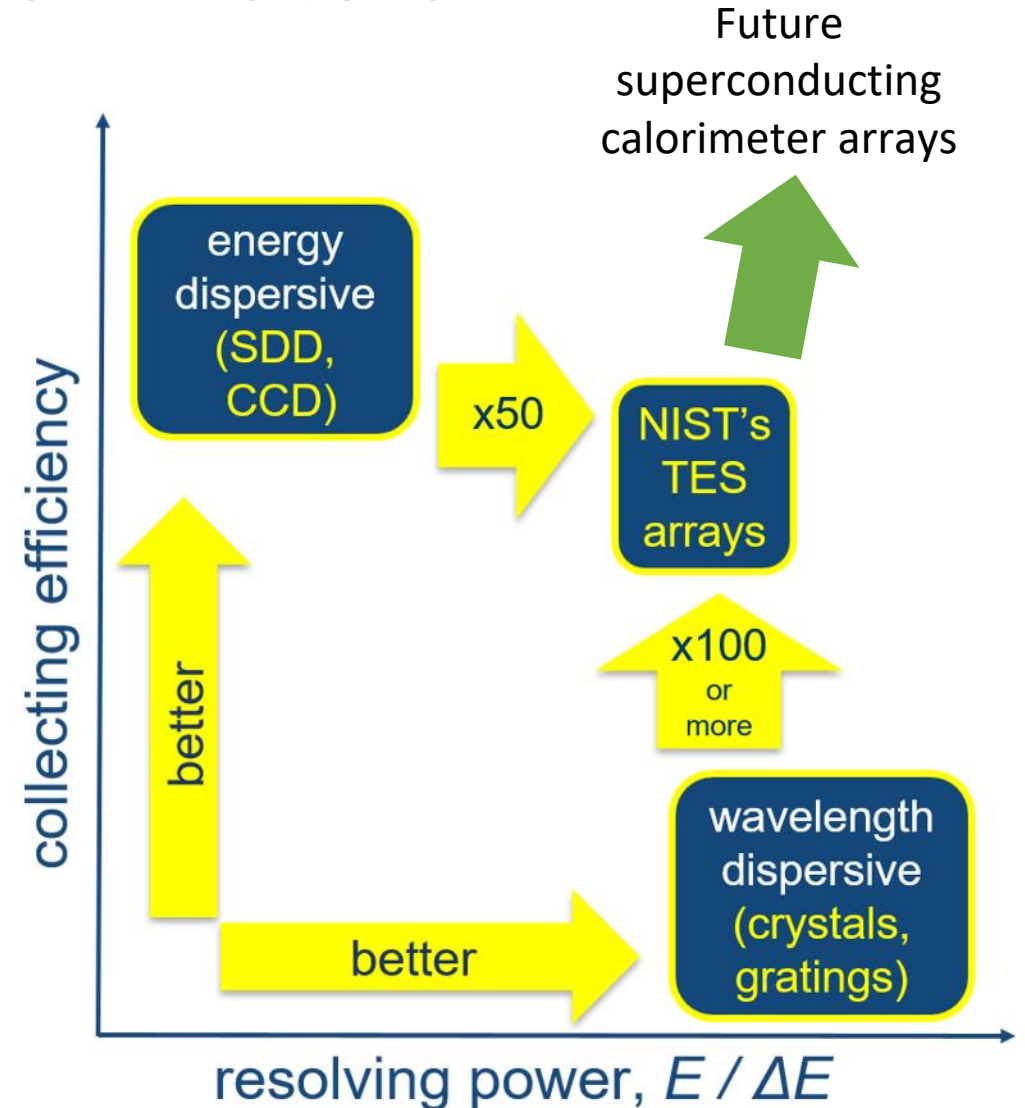 Future
superconducting
calorimeter arrays
energy
dispersive
(SDD,
CCD)
x50
NIST's
TES
arrays
collecting efficiency
better
x100
or
more
wavelength
dispersive
(crystals,
gratings)
better
resolving power, E / ΔE